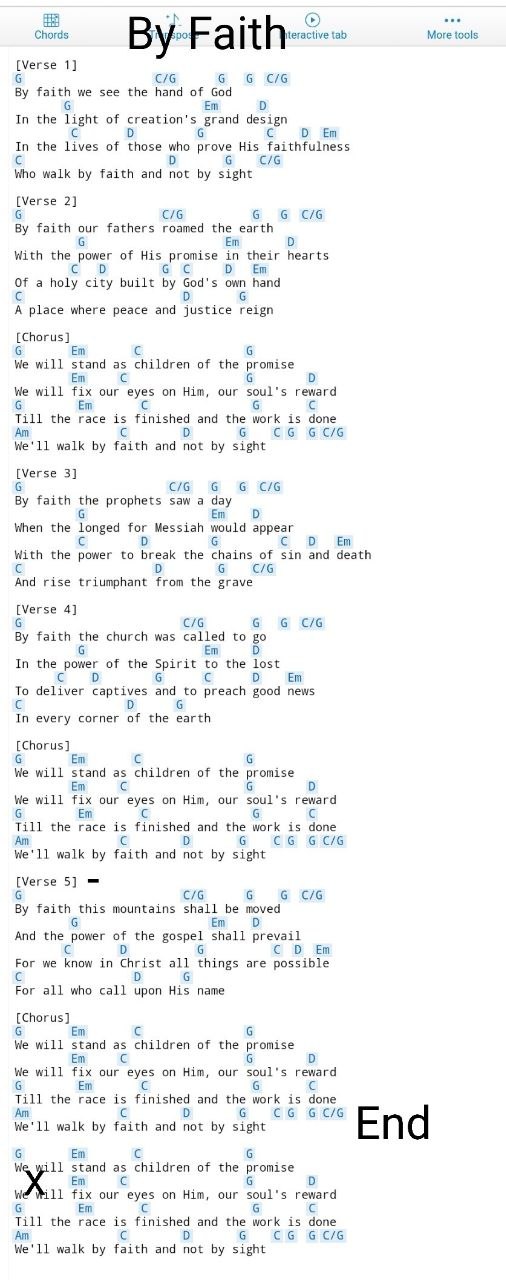 Chords Transpose Interactive tab More tools
By Faith
[Verse 1]
G C/G G G C/G
By faith we see the hand of God
G Em D
In the light of creation's grand design
C D G C D Em
In the lives of those who prove His faithfulness
C D G C/G
Who walk by faith and not by sight
[Verse 2]
G C/G G G C/G
By faith our fathers roamed the earth
G Em D
With the power of His promise in their hearts
C D G C D Em
Of a holy city built by God's own hand
C D G
A place where peace and justice reign
[Chorus]
G Em C G
We will stand as children of the promise
Em C G D
We will fix our eyes on Him, our soul's reward
G Em C G C
Till the race is finished and the work is done
Am C D G C G G C/G
We'll walk by faith and not by sight
[Verse 3]
G C/G G G C/G
By faith the prophets saw a day
G Em D
When the longed for Messiah would appear
C D G C D Em
With the power to break the chains of sin and death
C D G C/G
And rise triumphant from the grave
[Verse 4]
G C/G G G C/G
By faith the church was called to go
G Em D
In the power of the Spirit to the lost
C D G C D Em
To deliver captives and to preach good news
C D G
In every corner of the earth
[Chorus]
G Em C G
We will stand as children of the promise
Em C G D
We will fix our eyes on Him, our soul's reward
G Em C G C
Till the race is finished and the work is done
Am C D G C G G C/G
We'll walk by faith and not by sight
[Verse 5] -
G C/G G G C/G
By faith this mountains shall be moved
G Em D
And the power of the gospel shall prevail
C D G C D Em
For we know in Christ all things are possible
C D G
For all who call upon His name
[Chorus]
G Em C G
We will stand as children of the promise
Em C G D
We will fix our eyes on Him, our soul's reward
G Em C G C
Till the race is finished and the work is done
Am C D G C G G C/G
We'll walk by faith and not by sight
End
G Em C G
We will stand as children of the promise
X
Em C G D
We will fix our eyes on Him, our soul's reward
G Em C G C
Till the race is finished and the work is done
Am C D G C G G C/G
We'll walk by faith and not by sight